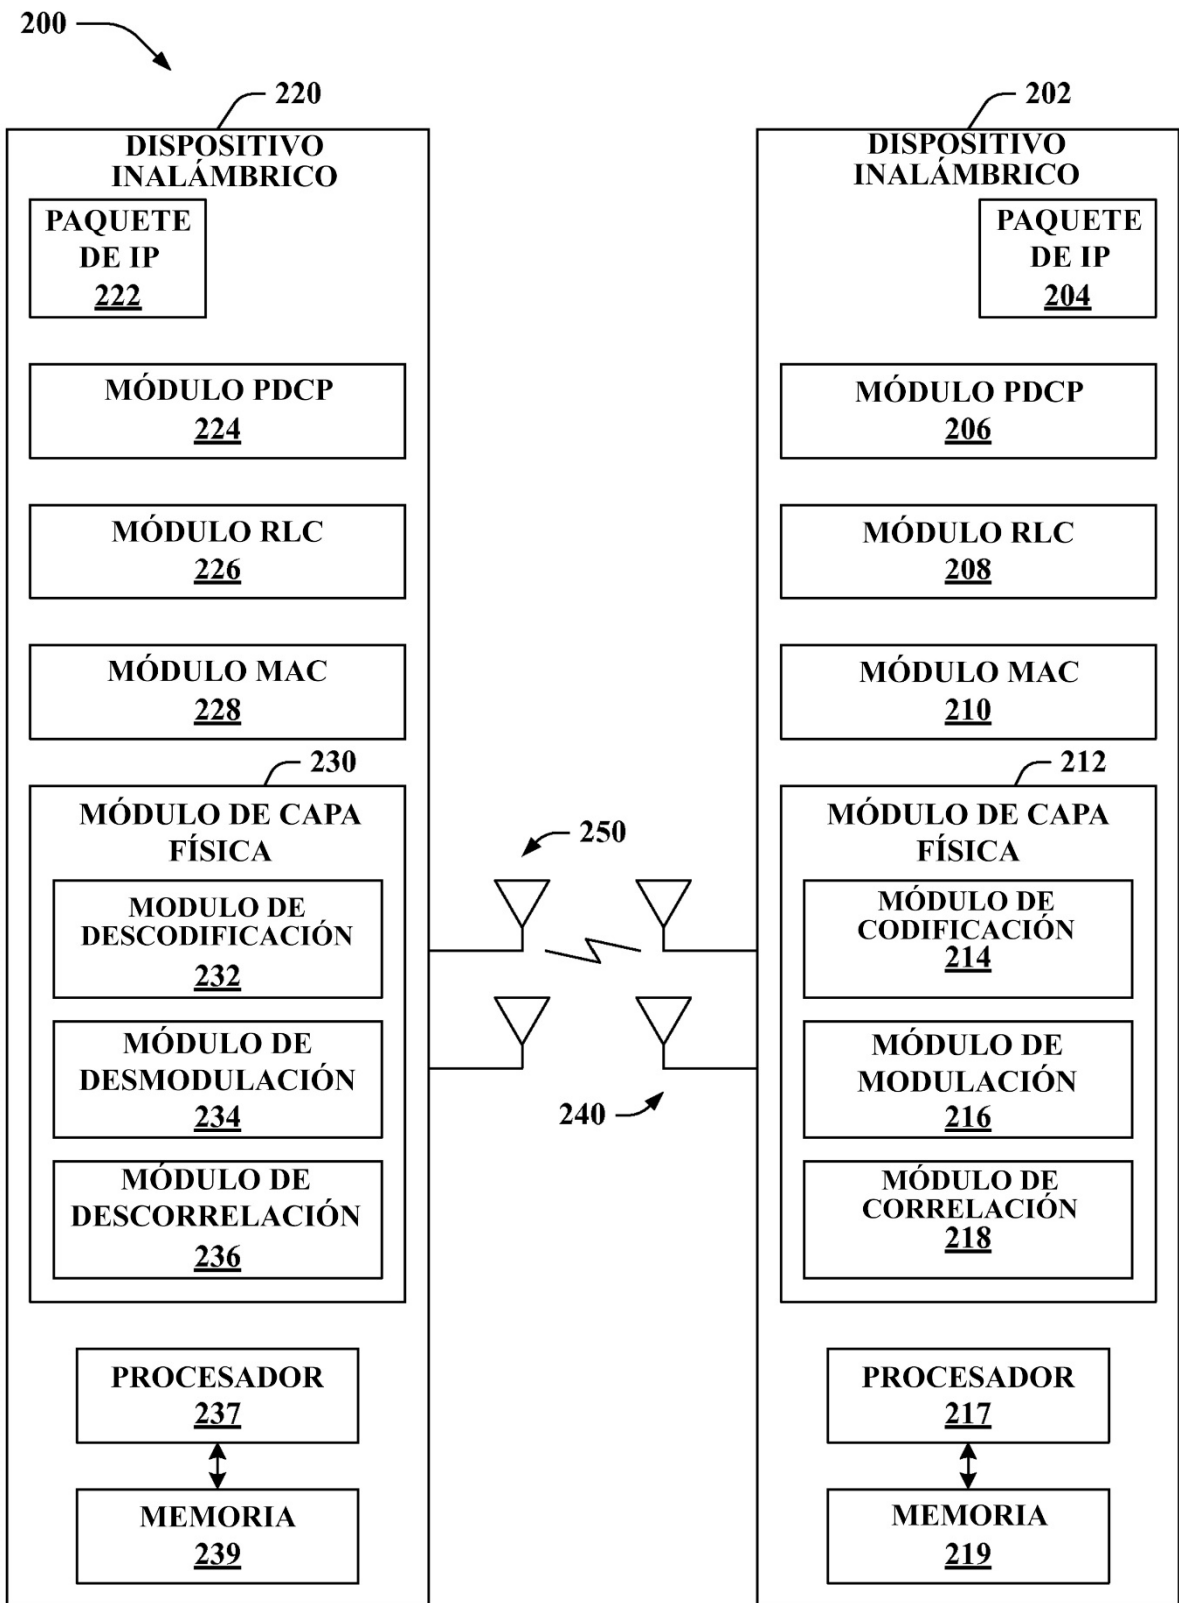 200
220
DISPOSITIVO
INALÁMBRICO
PAQUETE
DE IP
222
MÓDULO PDCP
224
MÓDULO RLC
226
MÓDULO MAC
228
230
MÓDULO DE CAPA
FÍSICA
MODULO DE
DESCODIFICACIÓN
232
MÓDULO DE
DESMODULACIÓN
234
MÓDULO DE
DESCORRELACIÓN
236
PROCESADOR
237
MEMORIA
239
250
240
202
DISPOSITIVO
INALÁMBRICO
PAQUETE
DE IP
204
MÓDULO PDCP
206
MÓDULO RLC
208
MÓDULO MAC
210
212
MÓDULO DE CAPA
FÍSICA
MÓDULO DE
CODIFICACIÓN
214
MÓDULO DE
MODULACIÓN
216
MÓDULO DE
CORRELACIÓN
218
PROCESADOR
217
MEMORIA
219